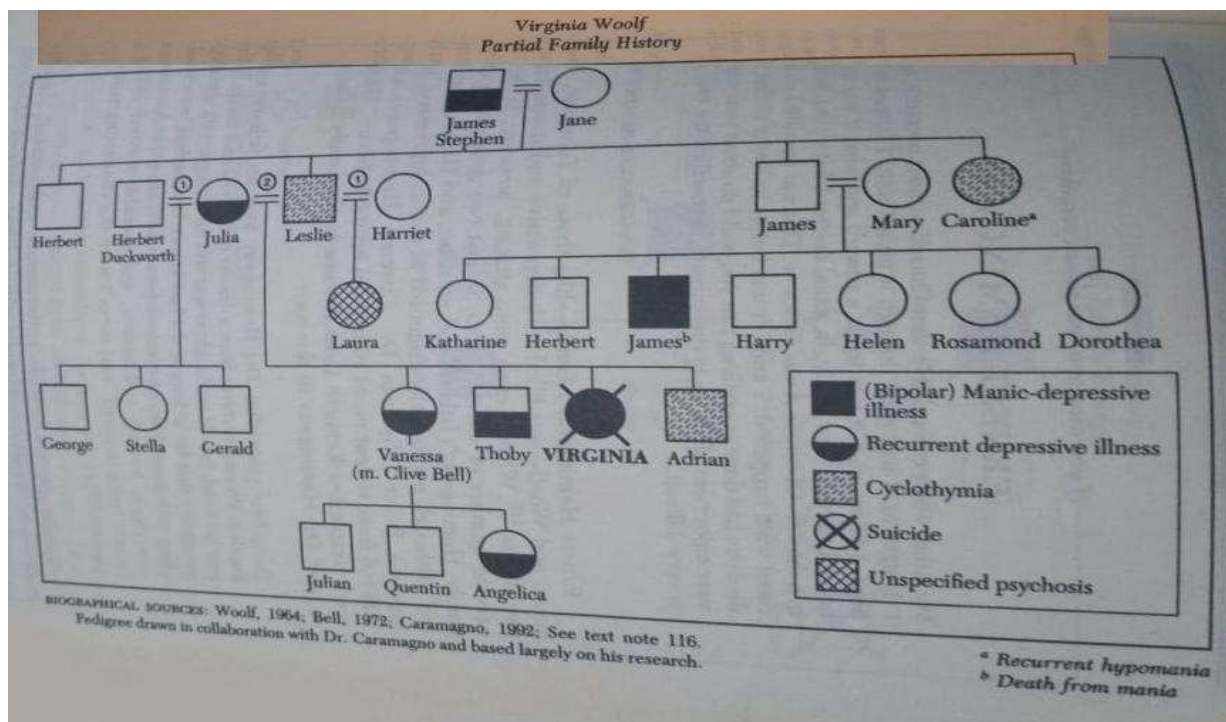 Virginia Woolf
Partial Family History
James
Stephen
Jane
Herbert
Herbert
Duckworth
1
Julia
2
Leslie
1
Harriet
James
Mary
Caroline^a
Laura
Katharine
Herbert
James^b
Harry
Helen
Rosamond
Dorothea
George
Stella
Gerald
Vanessa
(m. Clive Bell)
Thoby
VIRGINIA
Adrian
Julian
Quentin
Angelica
(Bipolar) Manic-depressive
illness
Recurrent depressive illness
Cyclothymia
Suicide
Unspecified psychosis
BIOGRAPHICAL SOURCES: Woolf, 1964; Bell, 1972; Caramagno, 1992; See text note 116.
Pedigree drawn in collaboration with Dr. Caramagno and based largely on his research.
^a Recurrent hypomania
^b Death from mania